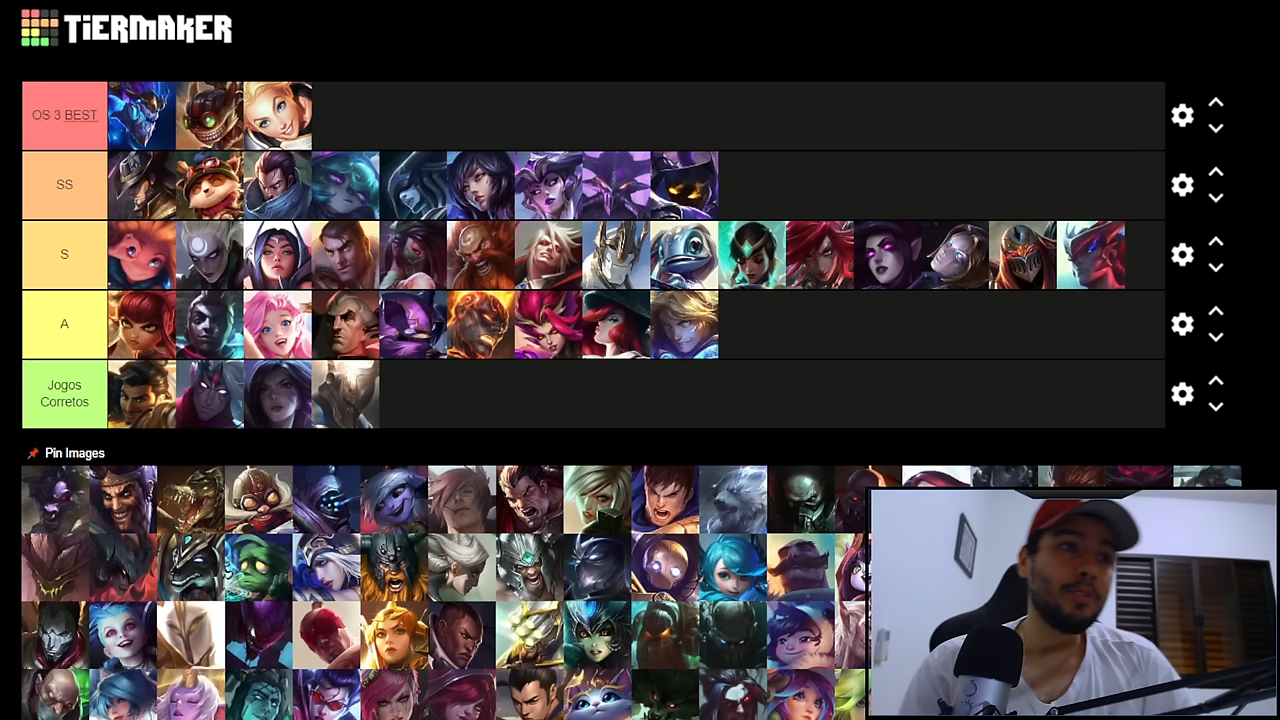 TiERMAKER
OS 3 BEST
SS
S
A
Jogos
Corretos
Pin Images